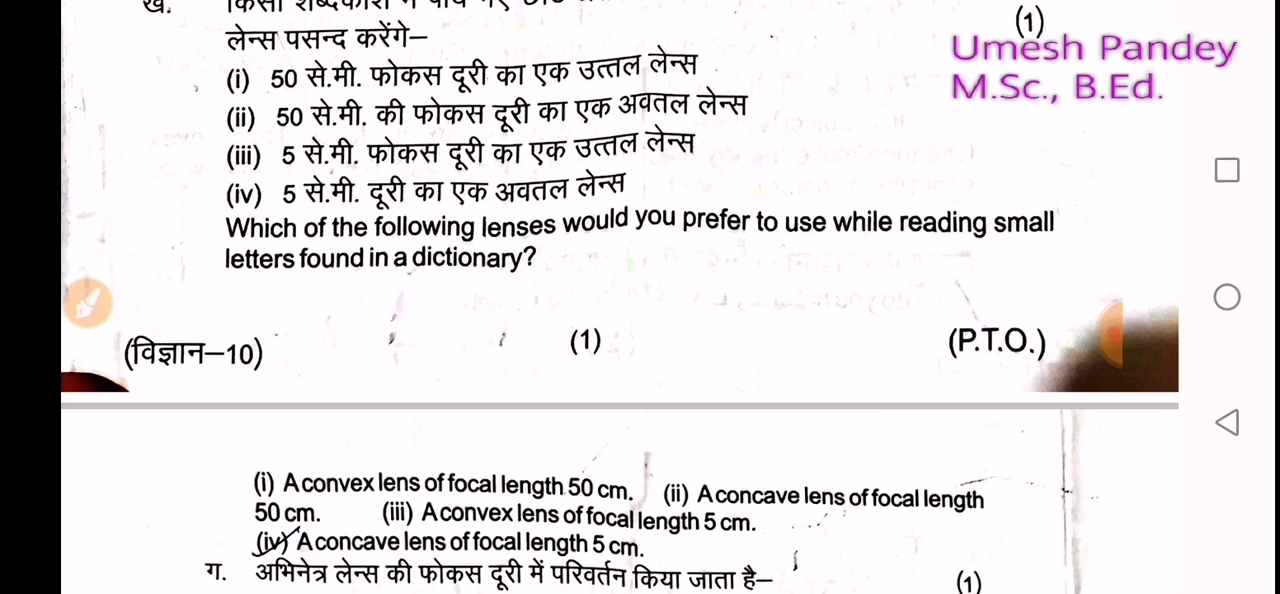 ख.
लेन्स पसन्द करेंगे–
(1)
Umesh Pandey
M.Sc., B.Ed.
(i) 50 से.मी. फोकस दूरी का एक उत्तल लेन्स
(ii) 50 से.मी. की फोकस दूरी का एक अवतल लेन्स
(iii) 5 से.मी. फोकस दूरी का एक उत्तल लेन्स
(iv) 5 से.मी. दूरी का एक अवतल लेन्स
Which of the following lenses would you prefer to use while reading small
letters found in a dictionary?
(विज्ञान–10) (1) (P.T.O.)
(i) A convex lens of focal length 50 cm. (ii) A concave lens of focal length
50 cm. (iii) A convex lens of focal length 5 cm.
(iv) A concave lens of focal length 5 cm.
ग. अभिनेत्र लेन्स की फोकस दूरी में परिवर्तन किया जाता है– (1)